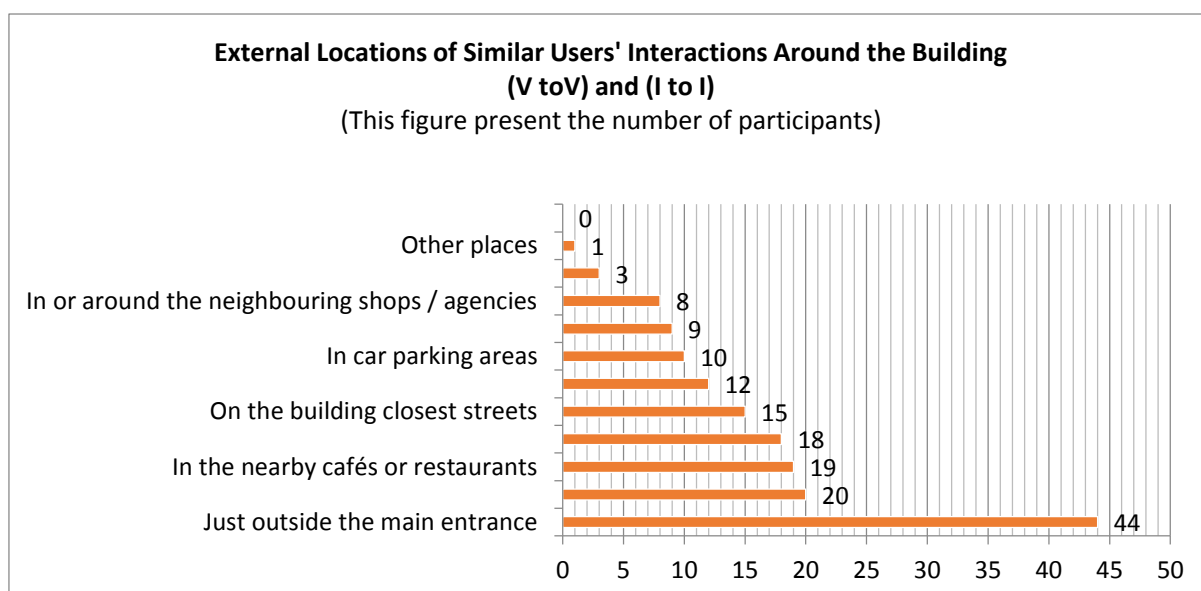 External Locations of Similar Users' Interactions Around the Building
(V toV) and (I to I)
(This figure present the number of participants)
0
Other places 1
3
In or around the neighbouring shops / agencies 8
9
In car parking areas 10
12
On the building closest streets 15
18
In the nearby cafés or restaurants 19
20
Just outside the main entrance 44
0 5 10 15 20 25 30 35 40 45 50